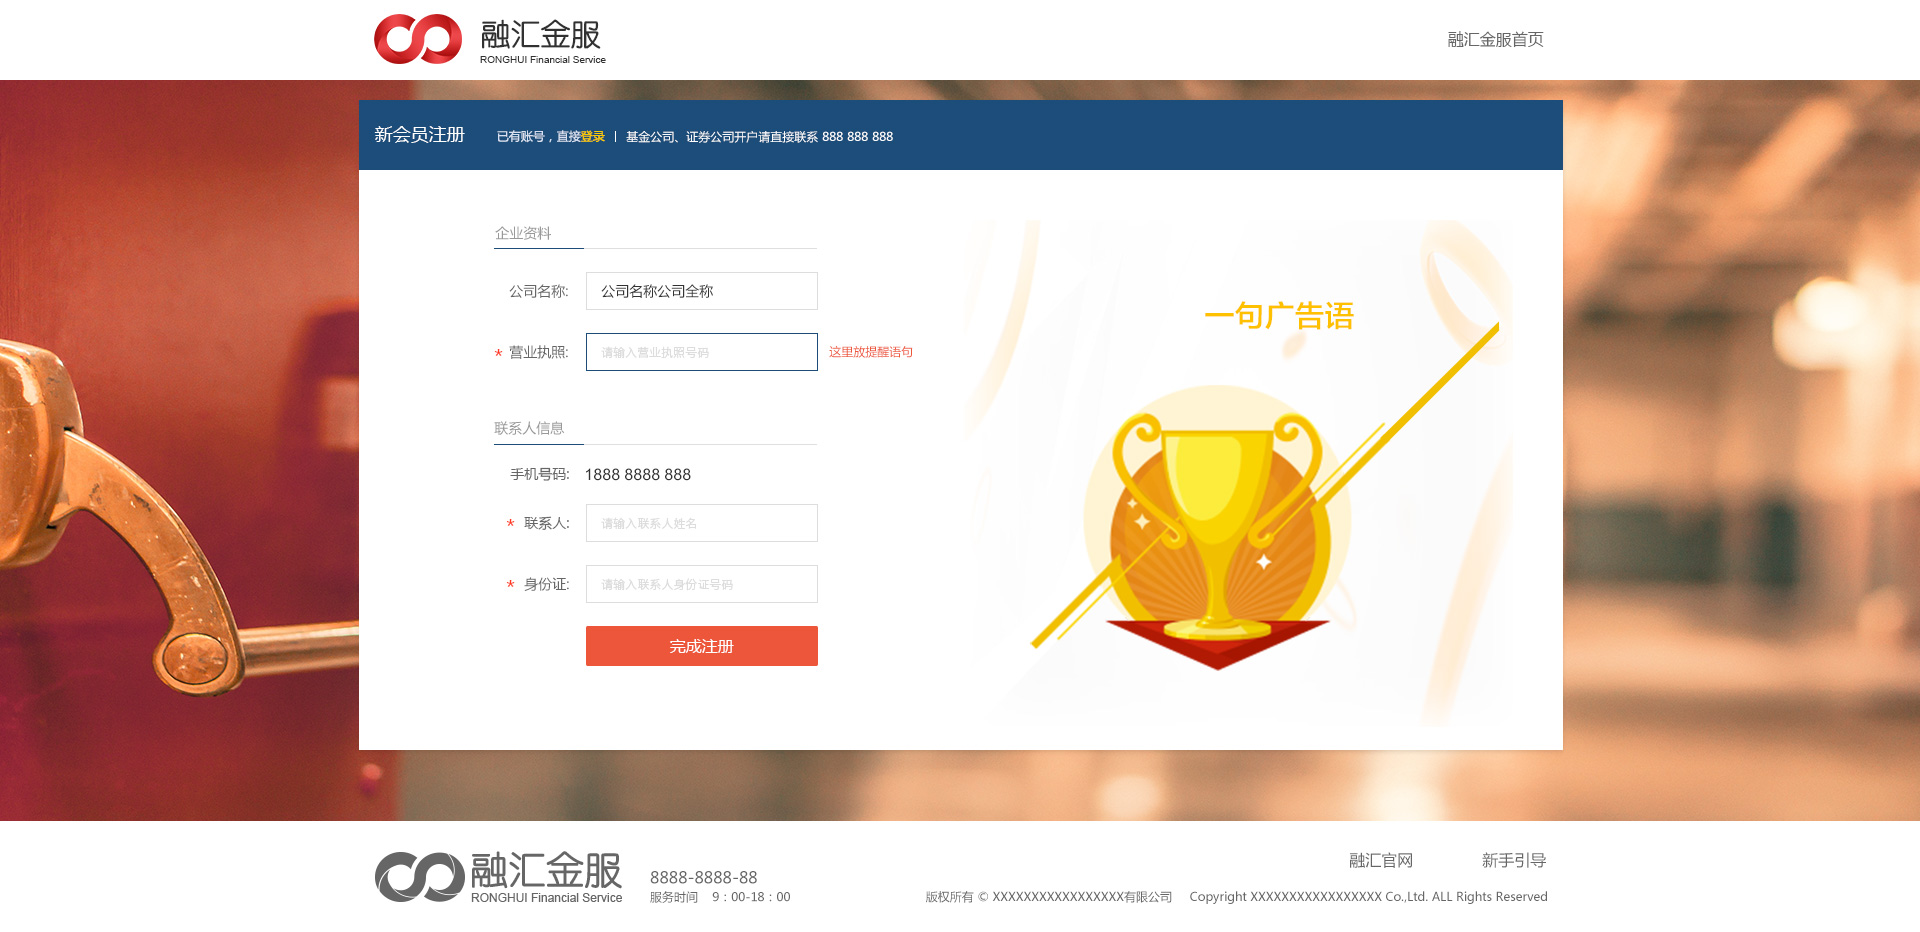 融汇金服
RONGHUI Financial Service
融汇金服首页
新会员注册
已有账号，直接登录 | 基金公司、证券公司开户请直接联系 888 888 888
企业资料
公司名称: 公司名称公司全称
* 营业执照: 请输入营业执照号码 这里放提醒语句
联系人信息
手机号码: 1888 8888 888
* 联系人: 请输入联系人姓名
* 身份证: 请输入联系人身份证号码
完成注册
一句广告语
融汇金服
RONGHUI Financial Service
8888-8888-88
服务时间 9：00-18：00
融汇官网 新手引导
版权所有 © XXXXXXXXXXXXXXXXX有限公司 Copyright XXXXXXXXXXXXXXXXX Co.,Ltd. ALL Rights Reserved